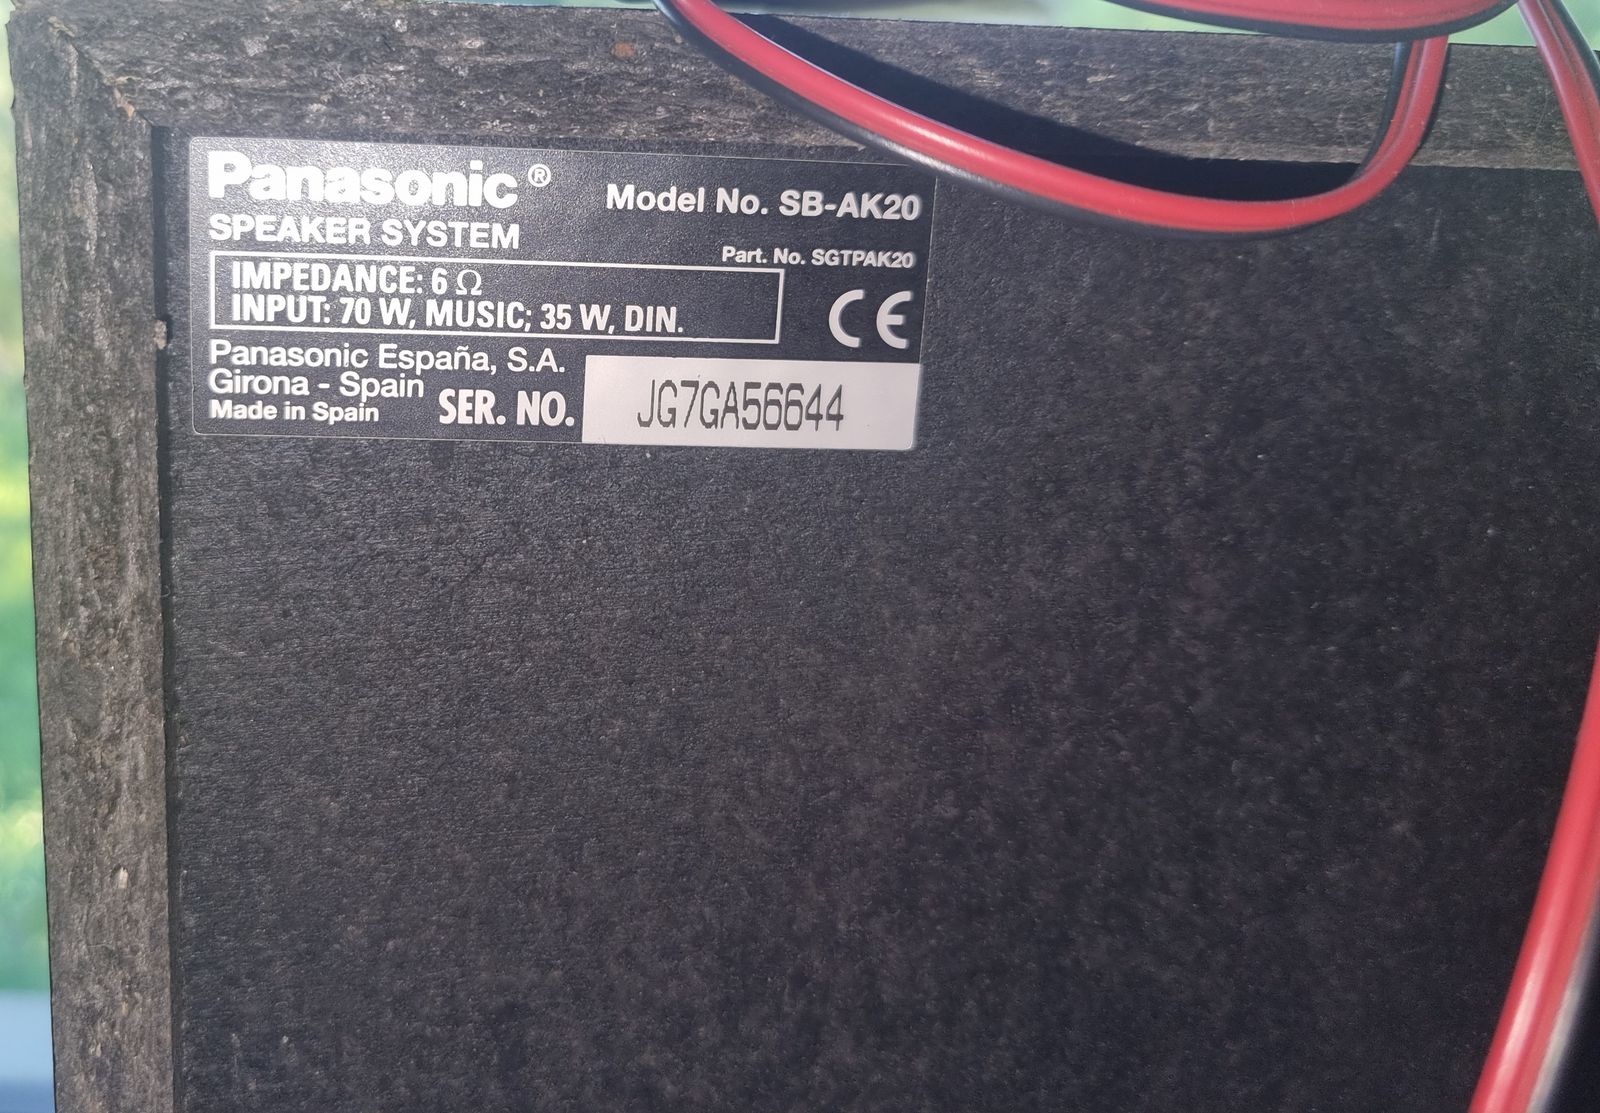 Panasonic®
SPEAKER SYSTEM
Model No. SB-AK20
Part. No. SGTPAK20
IMPEDANCE: 6 Ω
INPUT: 70 W, MUSIC; 35 W, DIN.
CE
Panasonic España, S.A.
Girona - Spain
Made in Spain
SER. NO. JG7GA56644